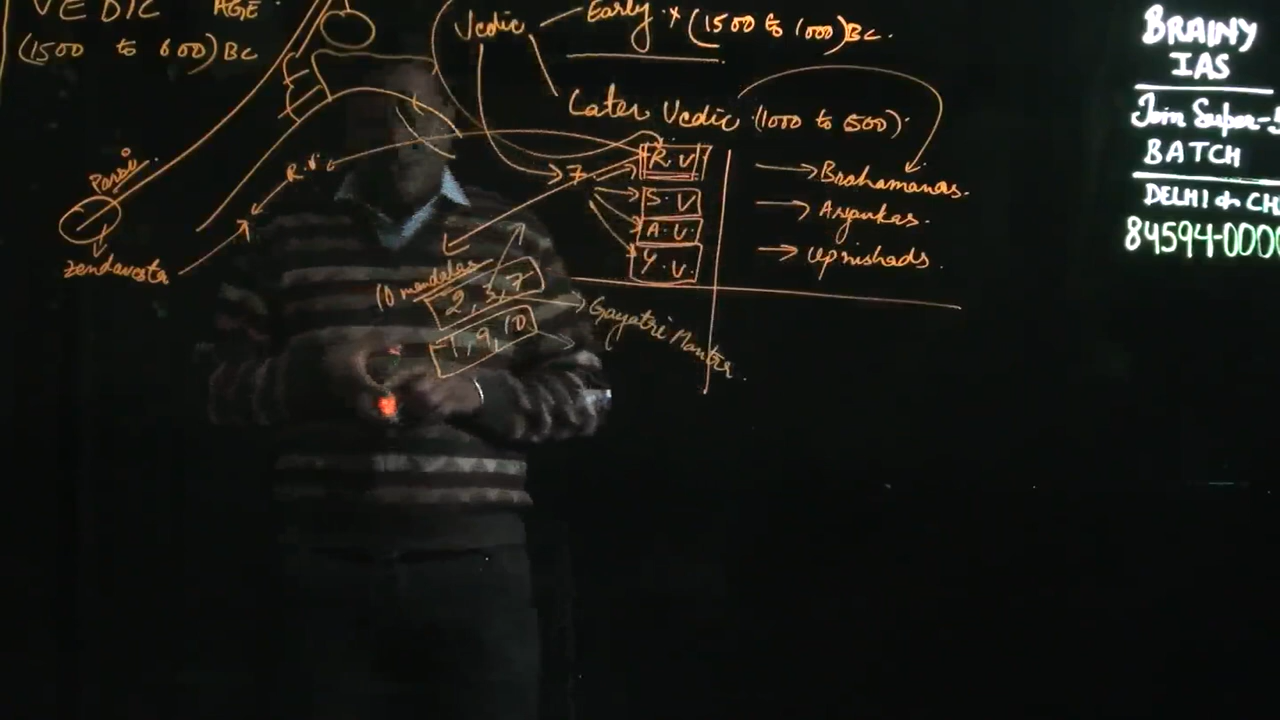 VEDIC AGE
(1500 to 600) BC
Vedic
Early
(1500 to 1000) BC.
Later Vedic (1000 to 500)
Parsi
zendavesta
R.V.
7
R.V
S.V
A.V.
Y.V.
Brahamanas.
Aryankas.
Upnishads.
10 mandalas
2, 3, 7
1, 9, 10
Gayatri Mantra
BRAINY
IAS
Join Super-
BATCH
DELHI & CH
84594-0000